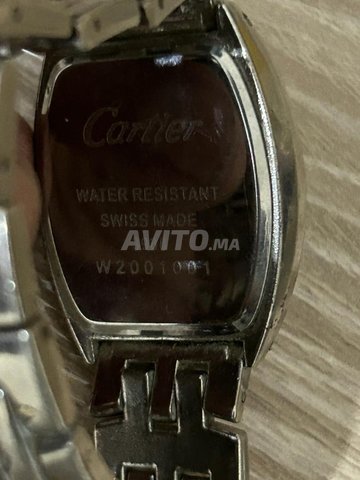 Cartier
WATER RESISTANT
SWISS MADE
AVITO.ma
W2001001